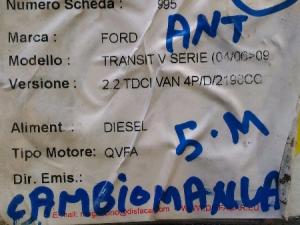 Numero Scheda : 995
Marca : FORD
ANT
Modello : TRANSIT V SERIE (04/06>09
Versione : 2.2 TDCI VAN 4P/D/2198CC
Aliment. : DIESEL
5.M
Tipo Motore: QVFA
Dir. Emis.:
CAMBIOMANUA
E-mail: